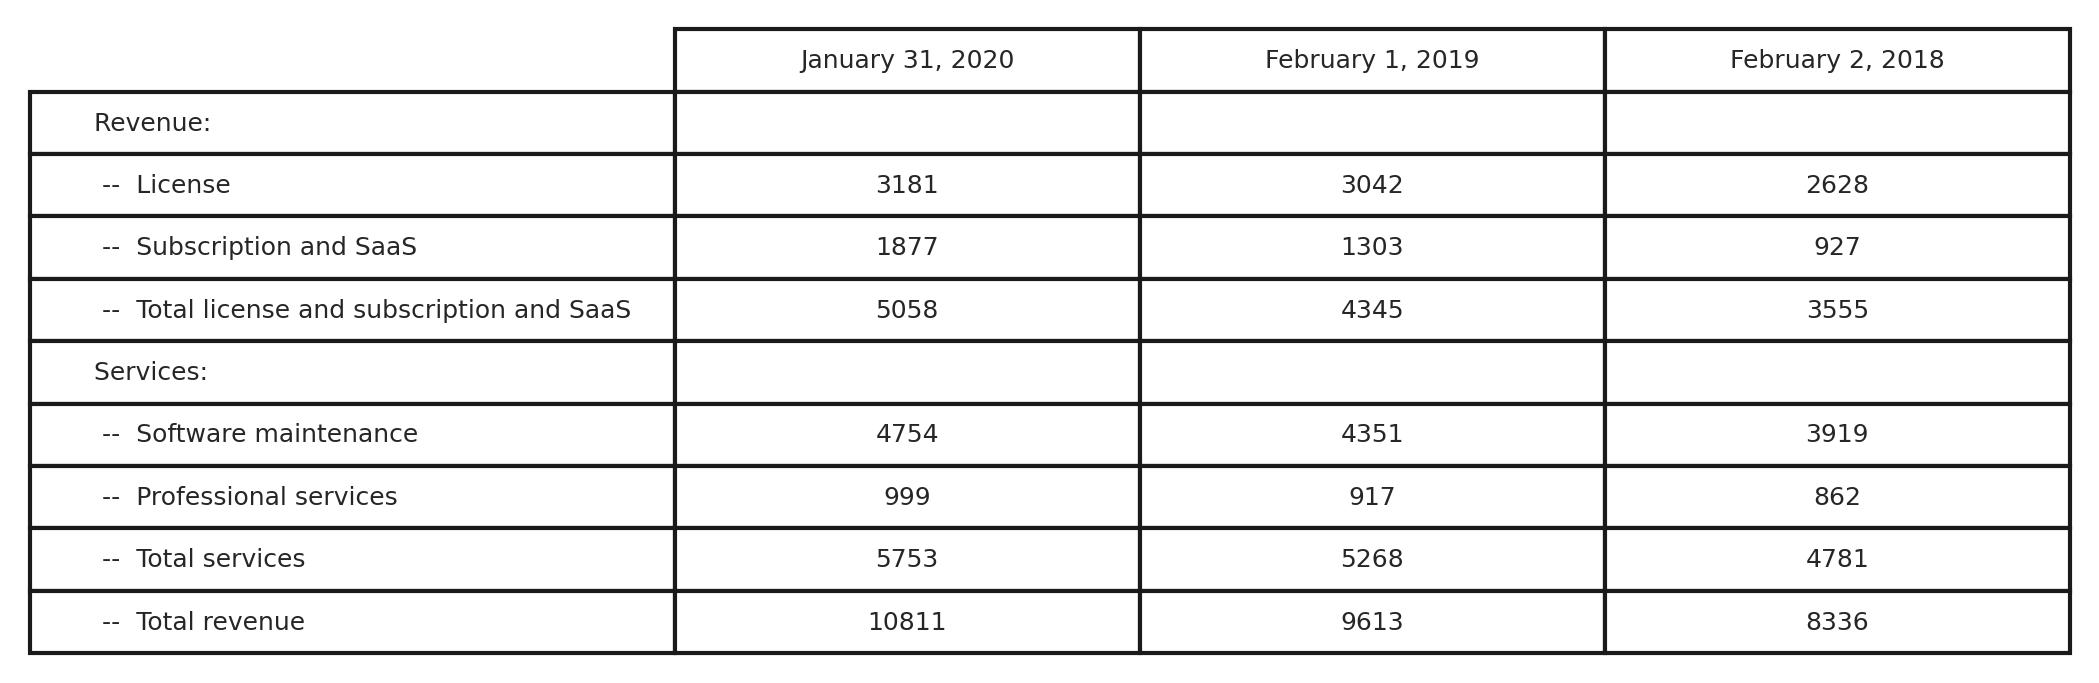 January 31, 2020 February 1, 2019 February 2, 2018
Revenue:
-- License 3181 3042 2628
-- Subscription and SaaS 1877 1303 927
-- Total license and subscription and SaaS 5058 4345 3555
Services:
-- Software maintenance 4754 4351 3919
-- Professional services 999 917 862
-- Total services 5753 5268 4781
-- Total revenue 10811 9613 8336